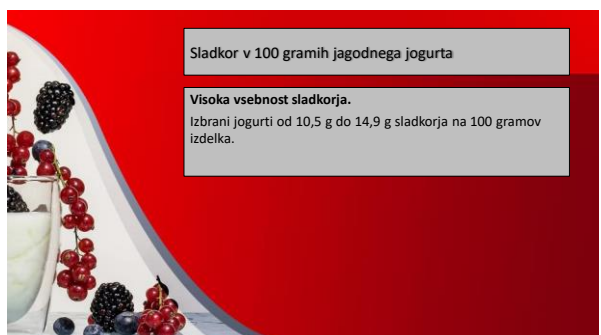 Sladkor v 100 gramih jagodnega jogurta
Visoka vsebnost sladkorja.
Izbrani jogurti od 10,5 g do 14,9 g sladkorja na 100 gramov
izdelka.